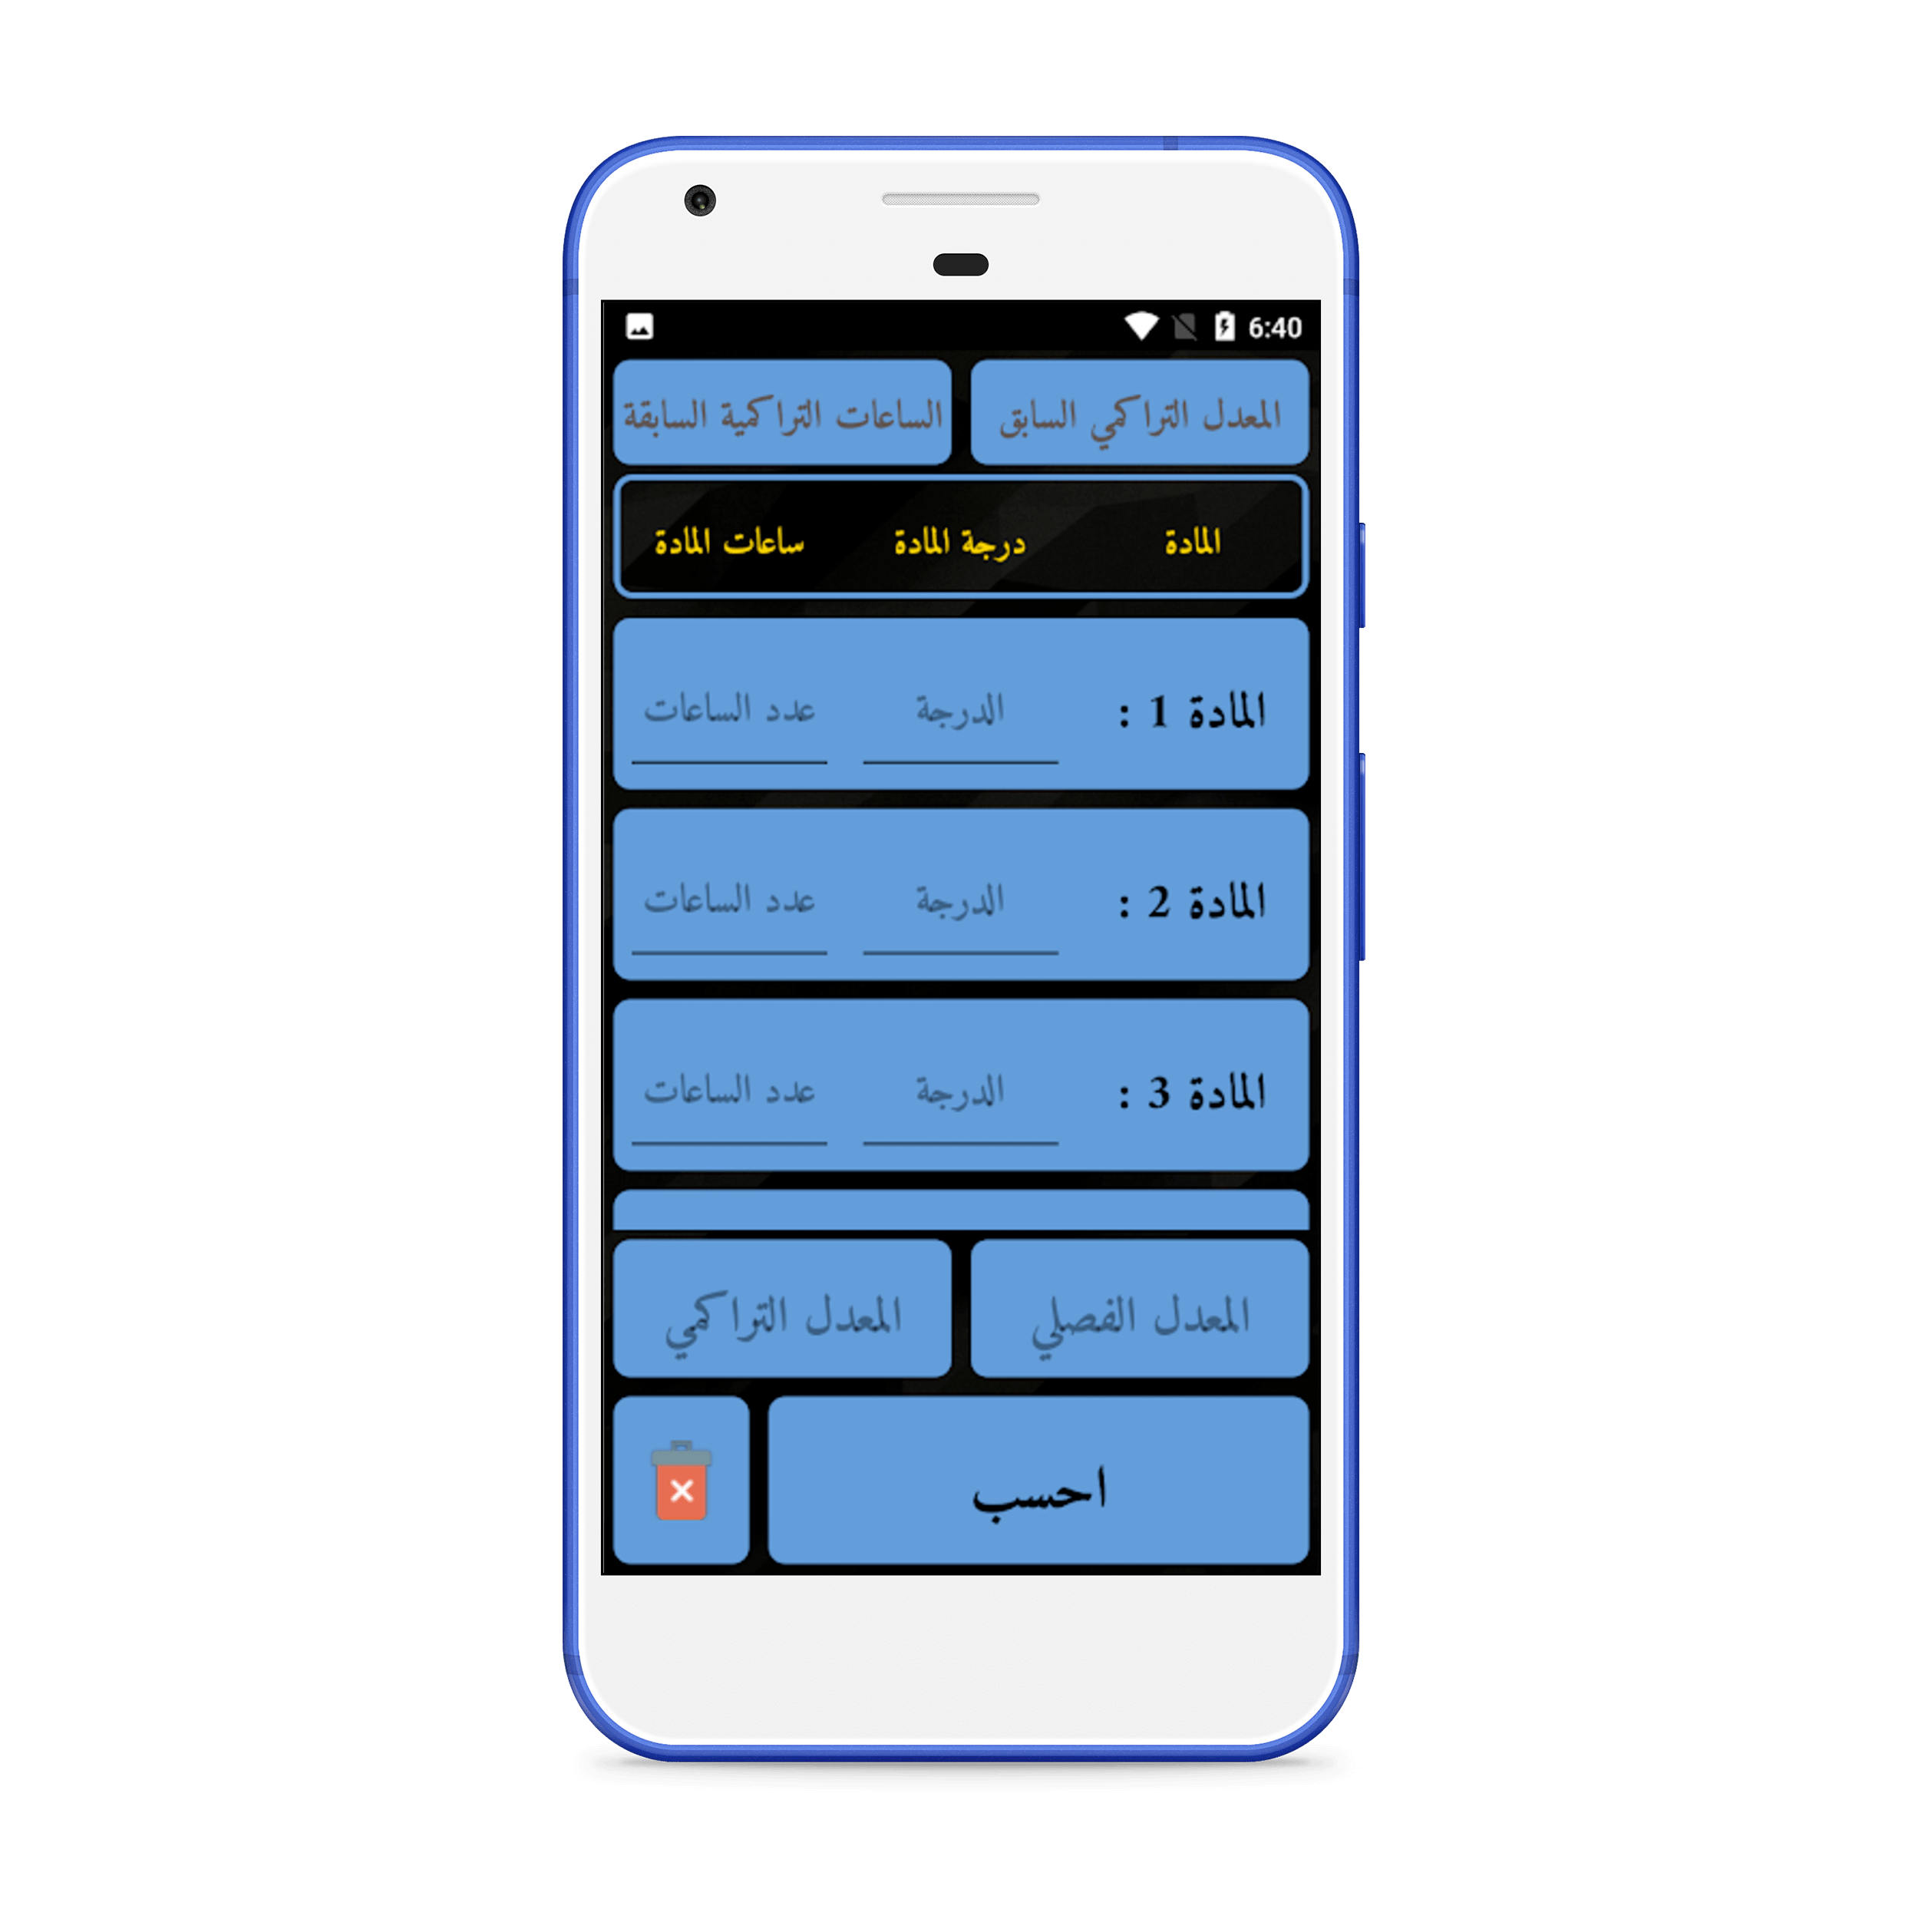 6:40
المعدل التراكمي السابق
الساعات التراكمية السابقة
المادة درجة المادة ساعات المادة
المادة 1 : الدرجة عدد الساعات
المادة 2 : الدرجة عدد الساعات
المادة 3 : الدرجة عدد الساعات
المعدل الفصلي
المعدل التراكمي
احسب